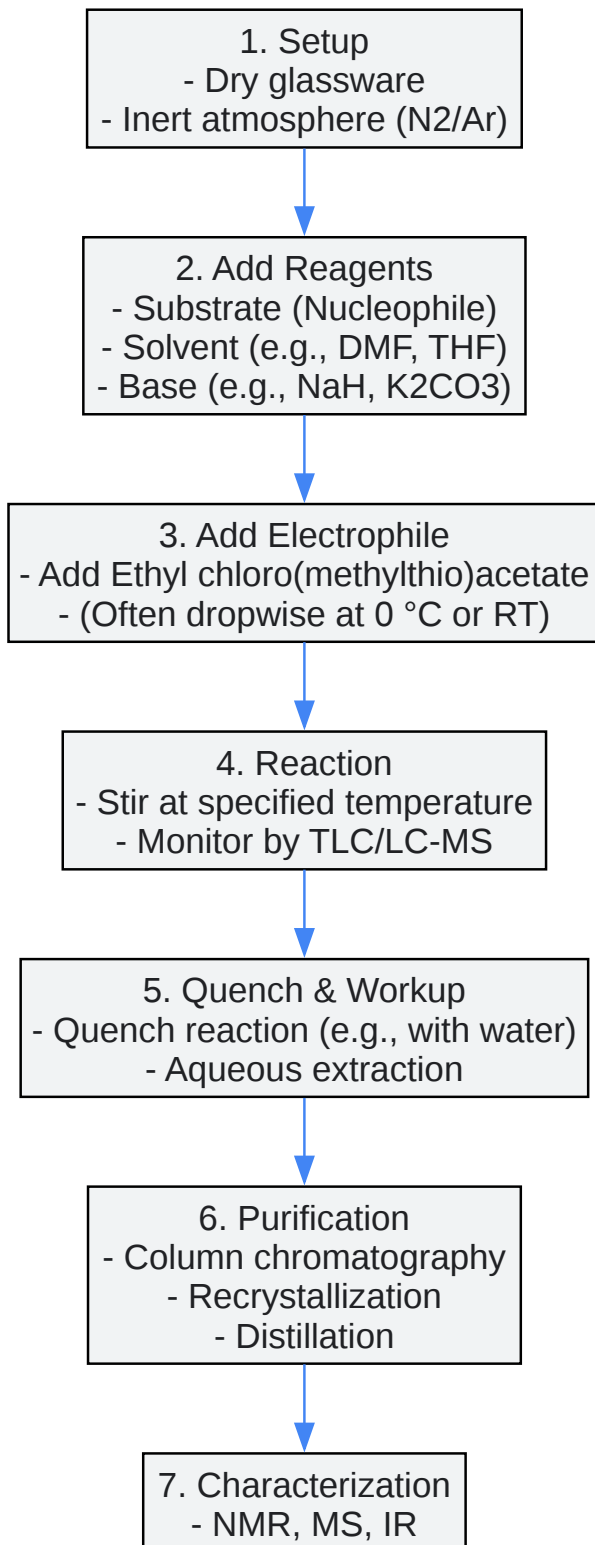 1. Setup
- Dry glassware
- Inert atmosphere (N2/Ar)
2. Add Reagents
- Substrate (Nucleophile)
- Solvent (e.g., DMF, THF)
- Base (e.g., NaH, K2CO3)
3. Add Electrophile
- Add Ethyl chloro(methylthio)acetate
- (Often dropwise at 0 °C or RT)
4. Reaction
- Stir at specified temperature
- Monitor by TLC/LC-MS
5. Quench & Workup
- Quench reaction (e.g., with water)
- Aqueous extraction
6. Purification
- Column chromatography
- Recrystallization
- Distillation
7. Characterization
- NMR, MS, IR